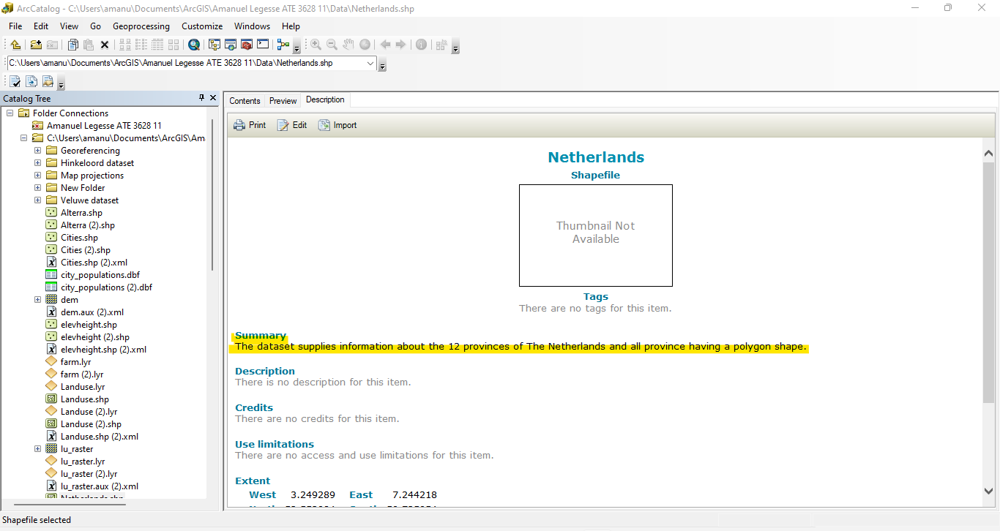 ArcCatalog - C:\Users\amanu\Documents\ArcGIS\Amanuel Legesse ATE 3628 11\Data\Netherlands.shp
File Edit View Go Geoprocessing Customize Windows Help
C:\Users\amanu\Documents\ArcGIS\Amanuel Legesse ATE 3628 11\Data\Netherlands.shp
Catalog Tree
Folder Connections
Amanuel Legesse ATE 3628 11
C:\Users\amanu\Documents\ArcGIS\Am
Georeferencing
Hinkeloord dataset
Map projections
New Folder
Veluwe dataset
Alterra.shp
Alterra (2).shp
Cities.shp
Cities (2).shp
Cities.shp (2).xml
city_populations.dbf
city_populations (2).dbf
dem
dem.aux (2).xml
elevheight.shp
elevheight (2).shp
elevheight.shp (2).xml
farm.lyr
farm (2).lyr
Landuse.lyr
Landuse.shp
Landuse (2).lyr
Landuse (2).shp
Landuse.shp (2).xml
lu_raster
lu_raster.lyr
lu_raster (2).lyr
lu_raster.aux (2).xml
Netherlands.shp
Contents Preview Description
Print Edit Import
Netherlands
Shapefile
Thumbnail Not
Available
Tags
There are no tags for this item.
Summary
The dataset supplies information about the 12 provinces of The Netherlands and all province having a polygon shape.
Description
There is no description for this item.
Credits
There are no credits for this item.
Use limitations
There are no access and use limitations for this item.
Extent
West 3.249289 East 7.244218
Shapefile selected